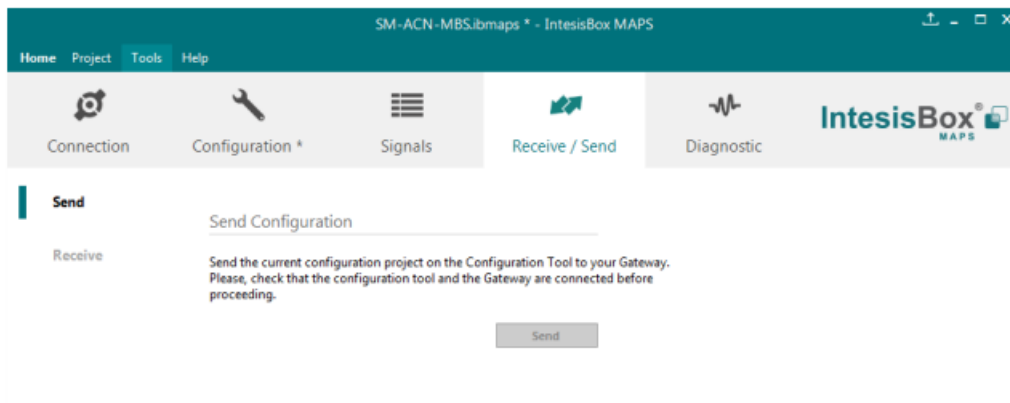 SM-ACN-MBS.ibmaps * - IntesisBox MAPS
Home Project Tools Help
Connection Configuration * Signals Receive / Send Diagnostic
IntesisBox®
MAPS
Send
Send Configuration
Receive
Send the current configuration project on the Configuration Tool to your Gateway.
Please, check that the configuration tool and the Gateway are connected before
proceeding.
Send